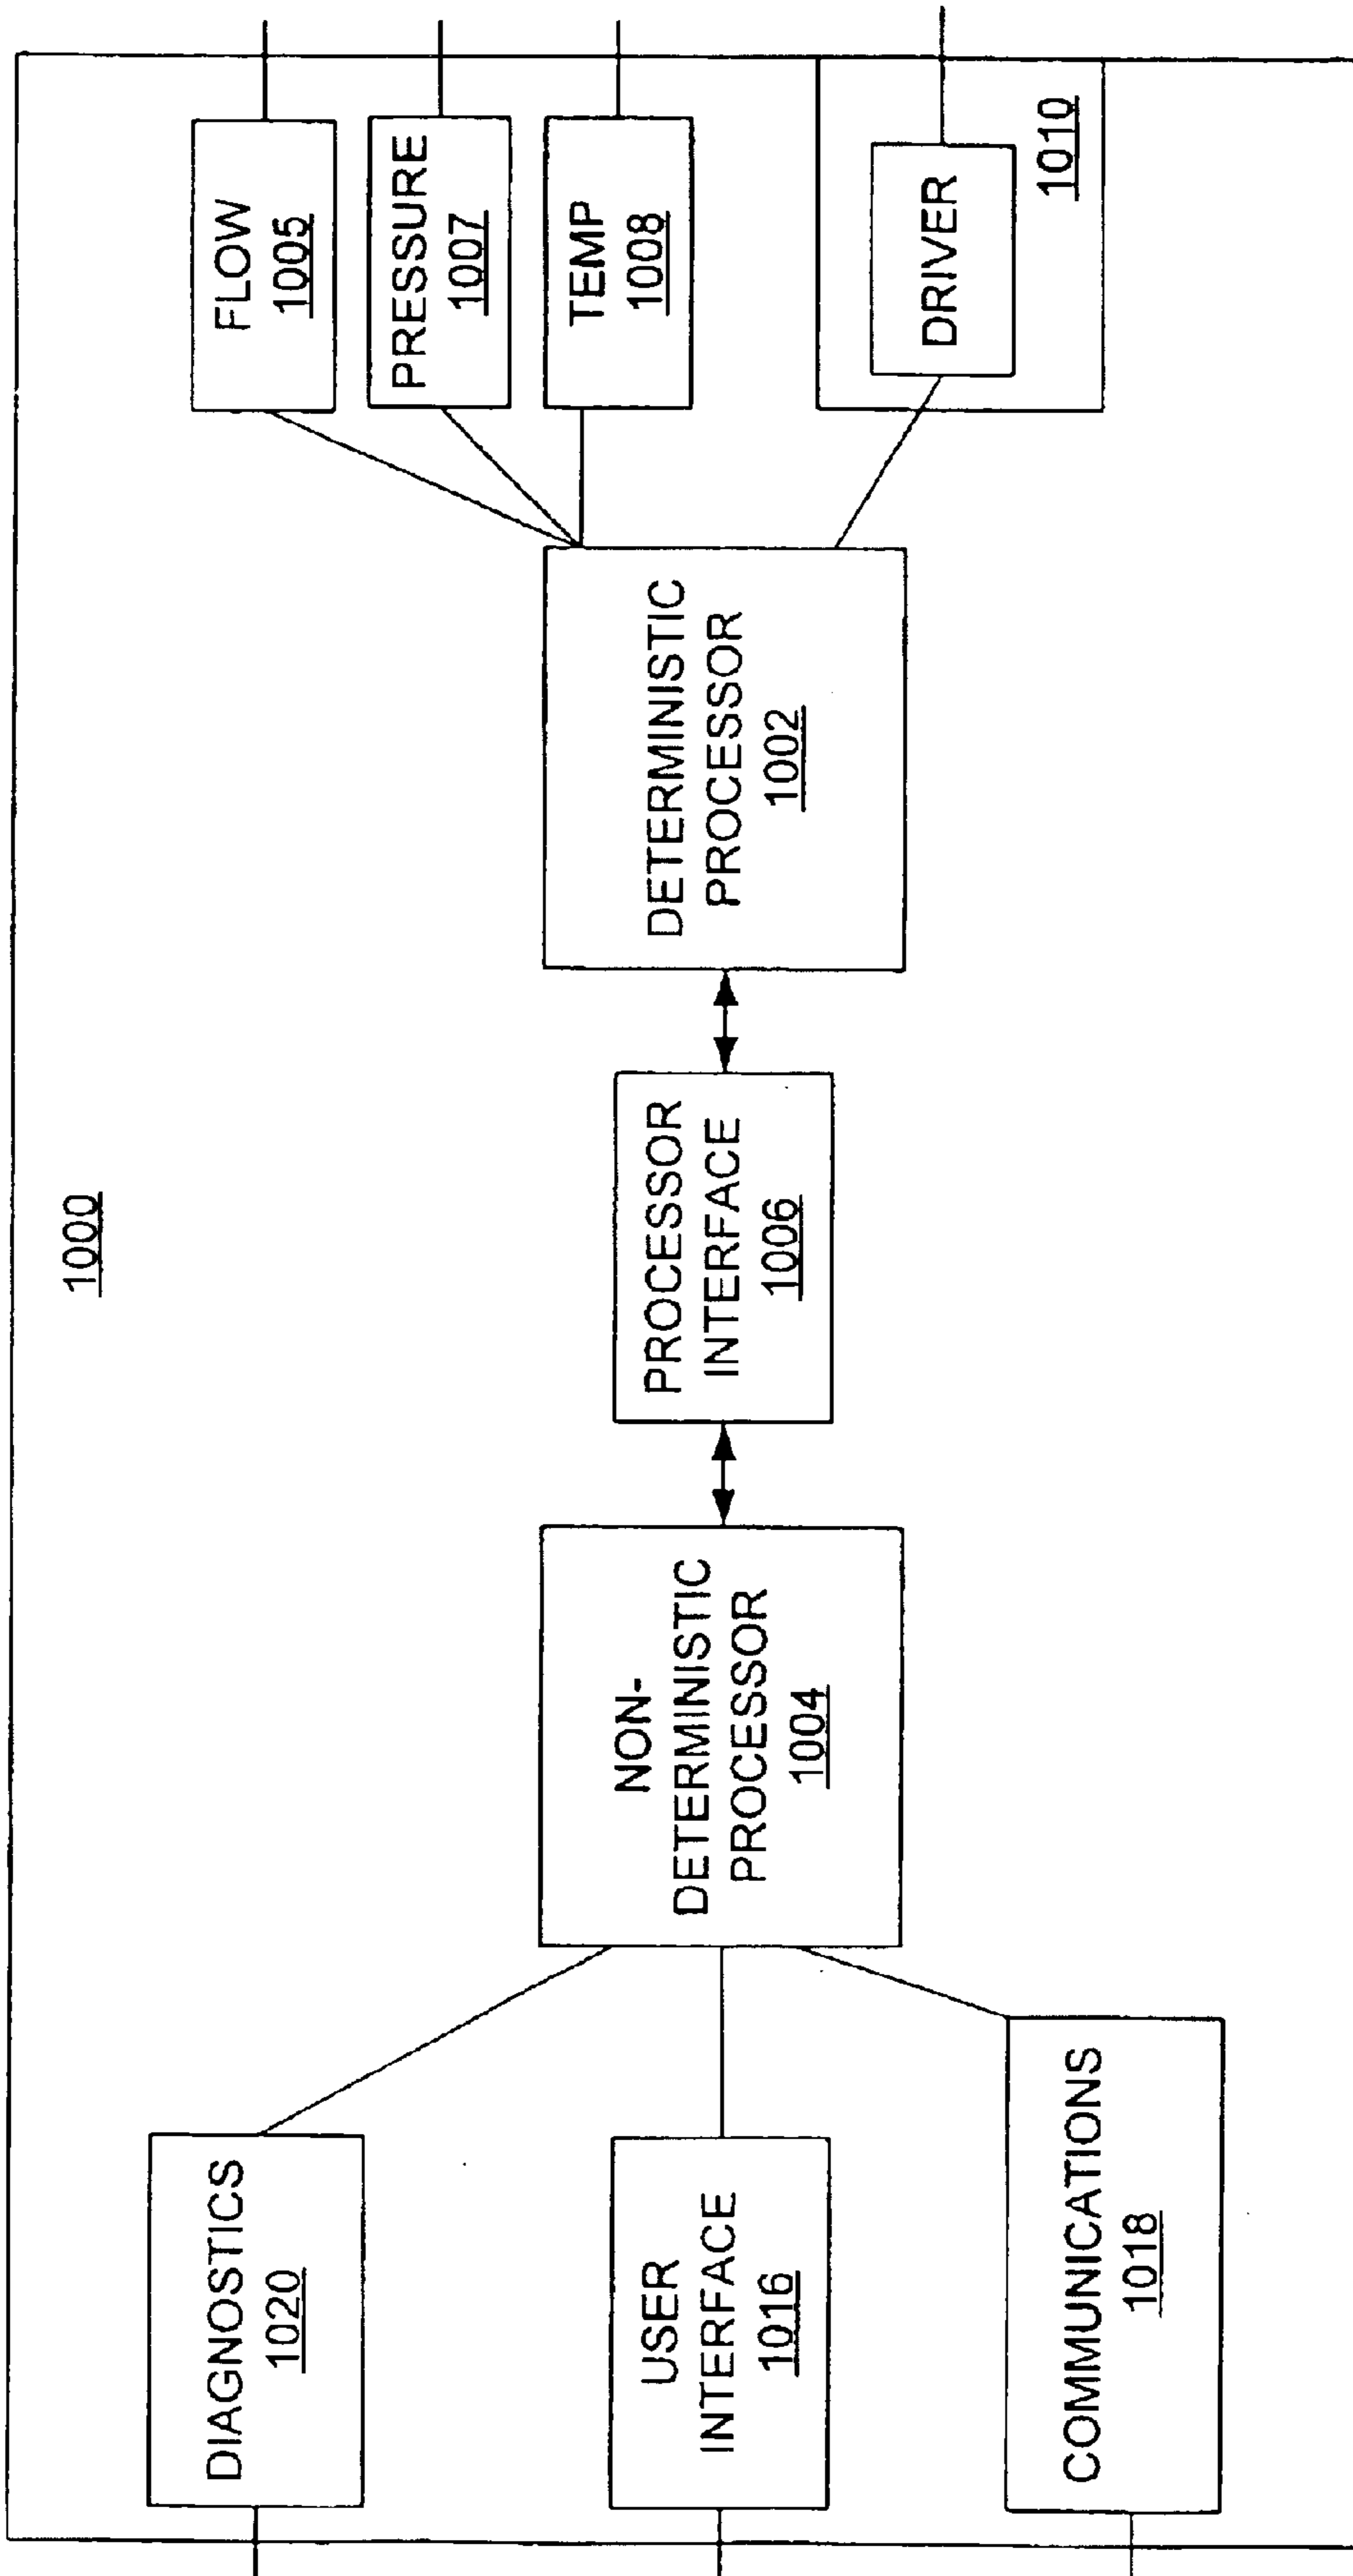 1000
DIAGNOSTICS
1020
USER
INTERFACE
1016
COMMUNICATIONS
1018
NON-
DETERMINISTIC
PROCESSOR
1004
PROCESSOR
INTERFACE
1006
DETERMINISTIC
PROCESSOR
1002
FLOW
1005
PRESSURE
1007
TEMP
1008
DRIVER
1010